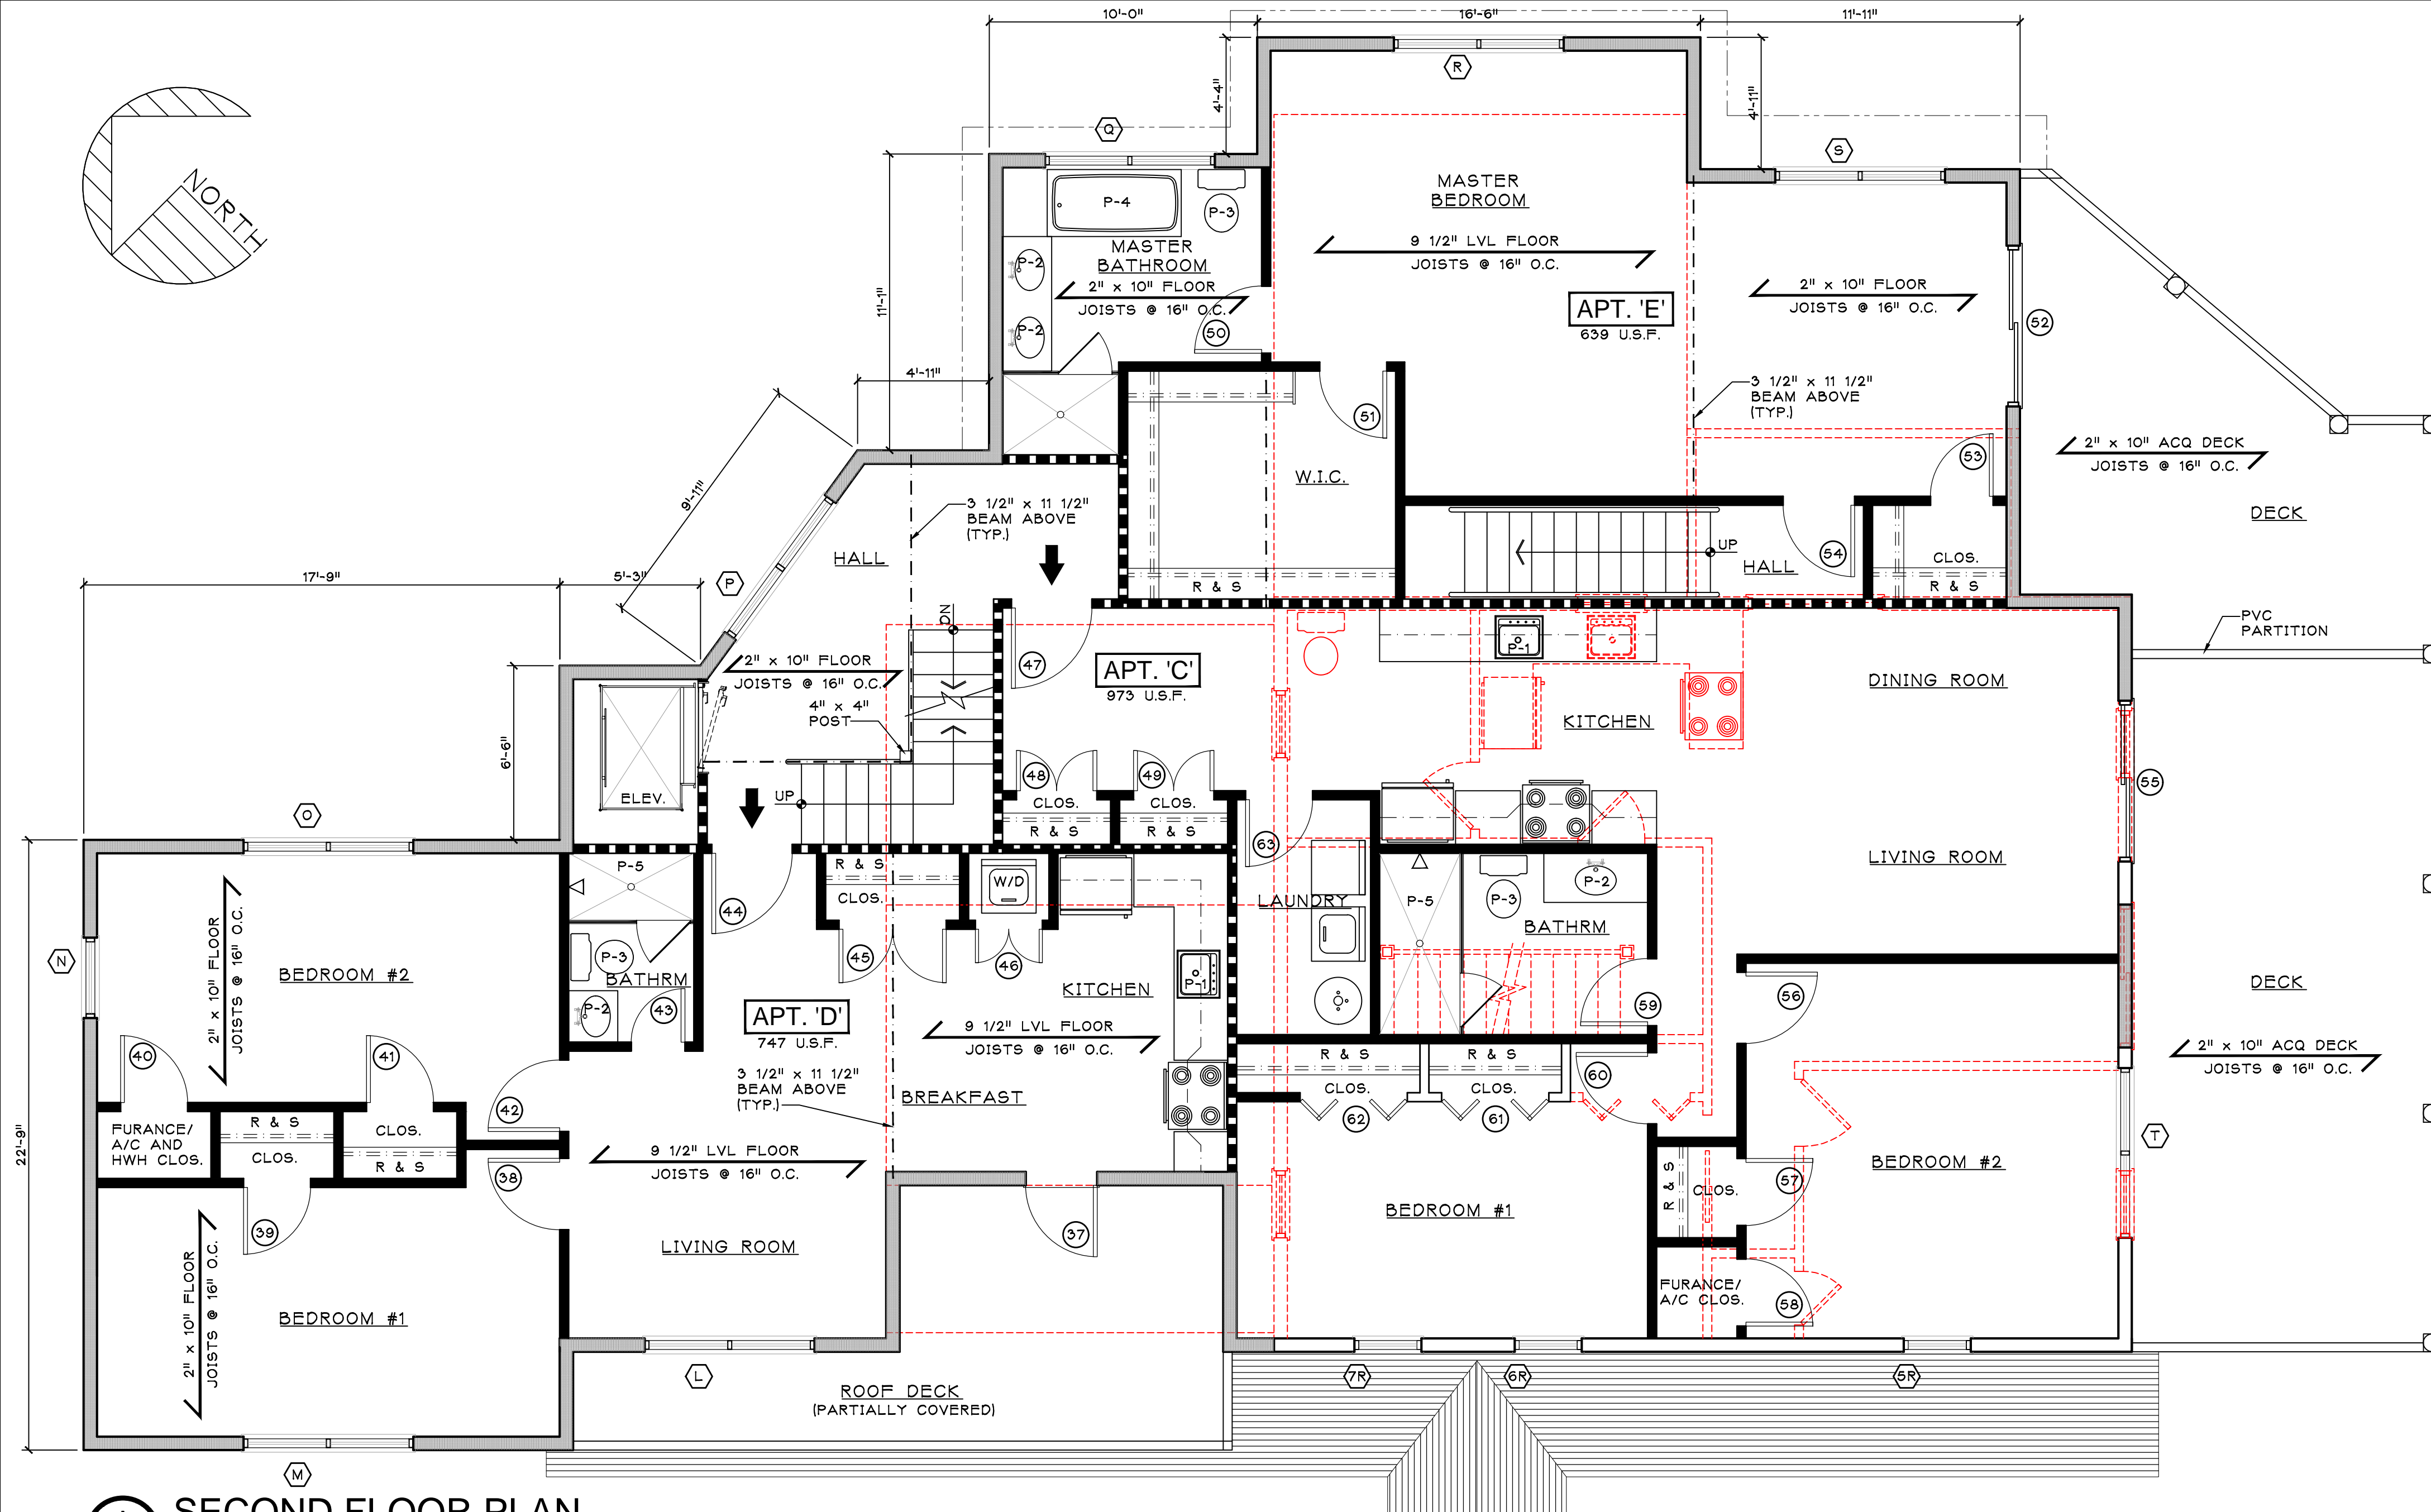 10'-0"
16'-6"
11'-11"
4'-4"
4'-11"
R
Q
S
NORTH
P-4
P-3
MASTER
BATHROOM
P-2
P-2
2" x 10" FLOOR
JOISTS @ 16" O.C.
50
MASTER
BEDROOM
9 1/2" LVL FLOOR
JOISTS @ 16" O.C.
APT. 'E'
639 U.S.F.
2" x 10" FLOOR
JOISTS @ 16" O.C.
52
11'-1"
4'-11"
3 1/2" x 11 1/2"
BEAM ABOVE
(TYP.)
51
53
2" x 10" ACQ DECK
JOISTS @ 16" O.C.
DECK
W.I.C.
R & S
9'-11"
3 1/2" x 11 1/2"
BEAM ABOVE
(TYP.)
HALL
UP
HALL
54
CLOS.
R & S
17'-9"
5'-3"
P
DN
PVC
PARTITION
2" x 10" FLOOR
JOISTS @ 16" O.C.
4" x 4"
POST
47
APT. 'C'
973 U.S.F.
P-1
KITCHEN
DINING ROOM
6'-6"
ELEV.
UP
48
49
CLOS.
R & S
CLOS.
R & S
55
O
63
LIVING ROOM
P-5
44
R & S
CLOS.
W/D
LAUNDRY
P-5
P-3
P-2
BATHRM
N
BEDROOM #2
2" x 10" FLOOR
JOISTS @ 16" O.C.
P-3
BATHRM
P-2
43
45
46
KITCHEN
P-1
APT. 'D'
747 U.S.F.
9 1/2" LVL FLOOR
JOISTS @ 16" O.C.
59
56
DECK
2" x 10" ACQ DECK
JOISTS @ 16" O.C.
40
41
42
3 1/2" x 11 1/2"
BEAM ABOVE
(TYP.)
BREAKFAST
R & S
CLOS.
R & S
CLOS.
60
62
61
22'-9"
FURANCE/
A/C AND
HWH CLOS.
R & S
CLOS.
CLOS.
R & S
38
9 1/2" LVL FLOOR
JOISTS @ 16" O.C.
T
BEDROOM #2
R & S
CLOS.
57
39
37
BEDROOM #1
LIVING ROOM
2" x 10" FLOOR
JOISTS @ 16" O.C.
BEDROOM #1
FURANCE/
A/C CLOS.
58
L
7R
6R
5R
ROOF DECK
(PARTIALLY COVERED)
M
SECOND FLOOR PLAN